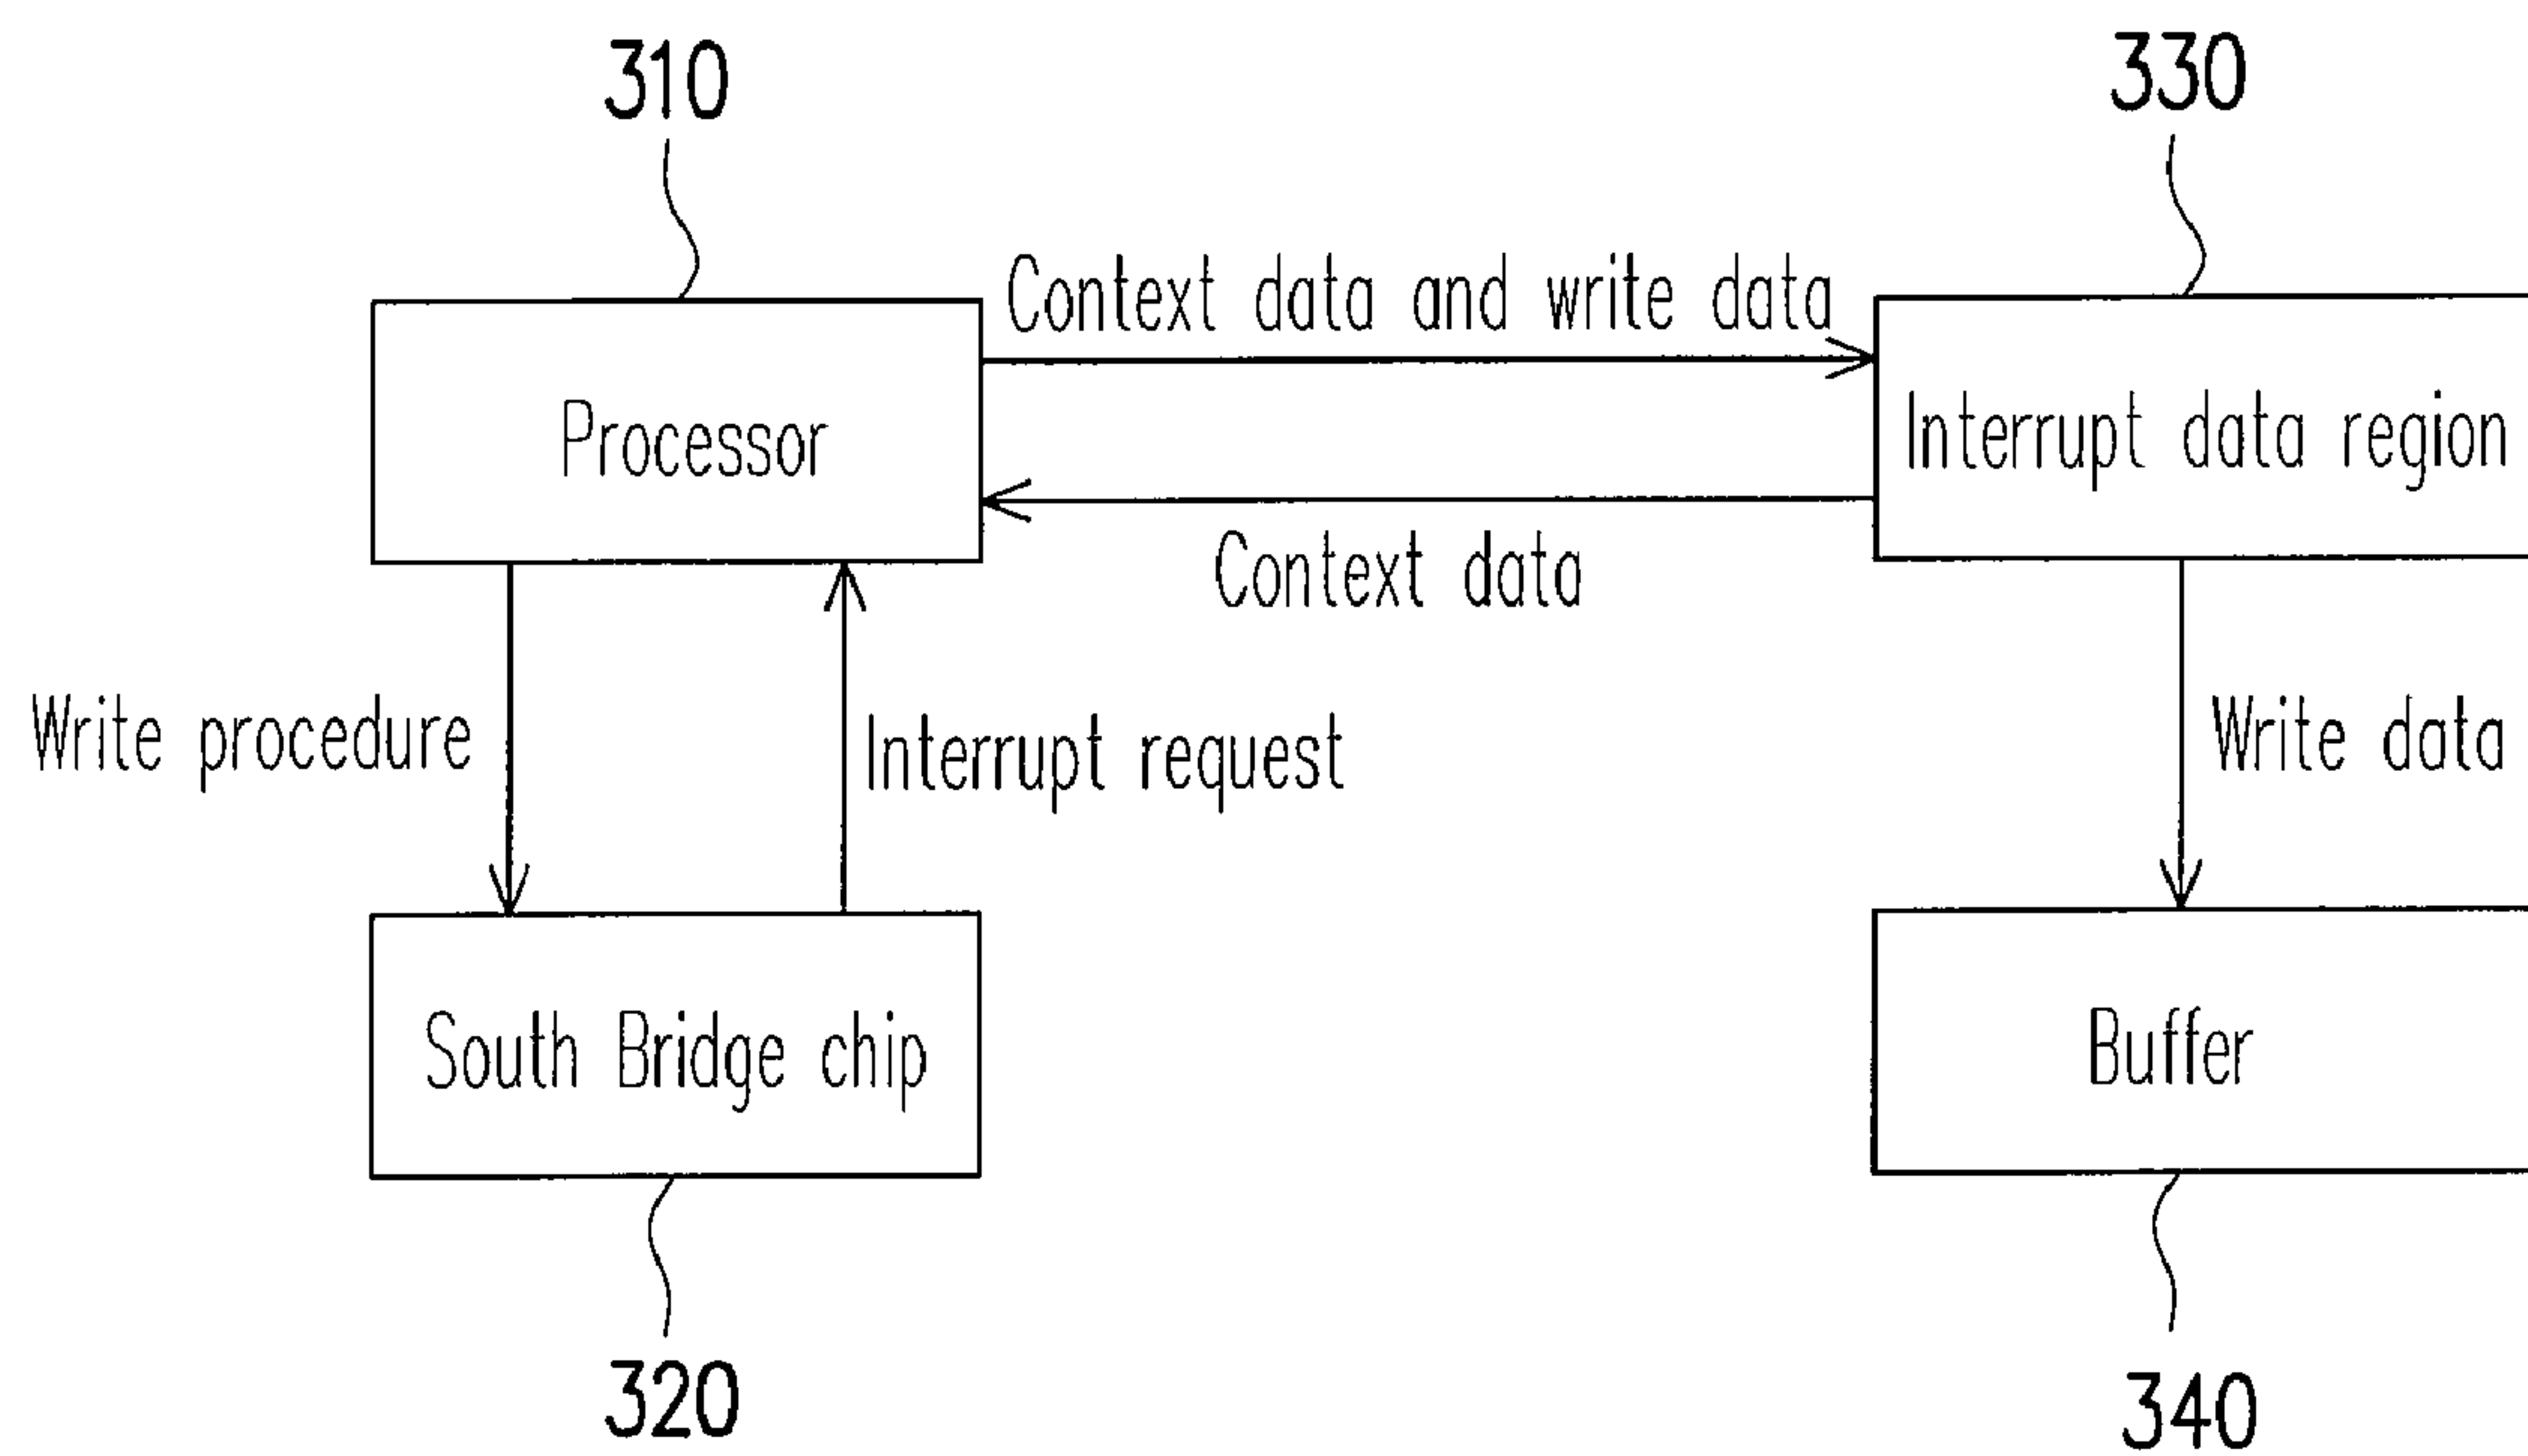 310
330
Context data and write data
Processor
Interrupt data region
Context data
Write procedure
Interrupt request
Write data
South Bridge chip
Buffer
320
340